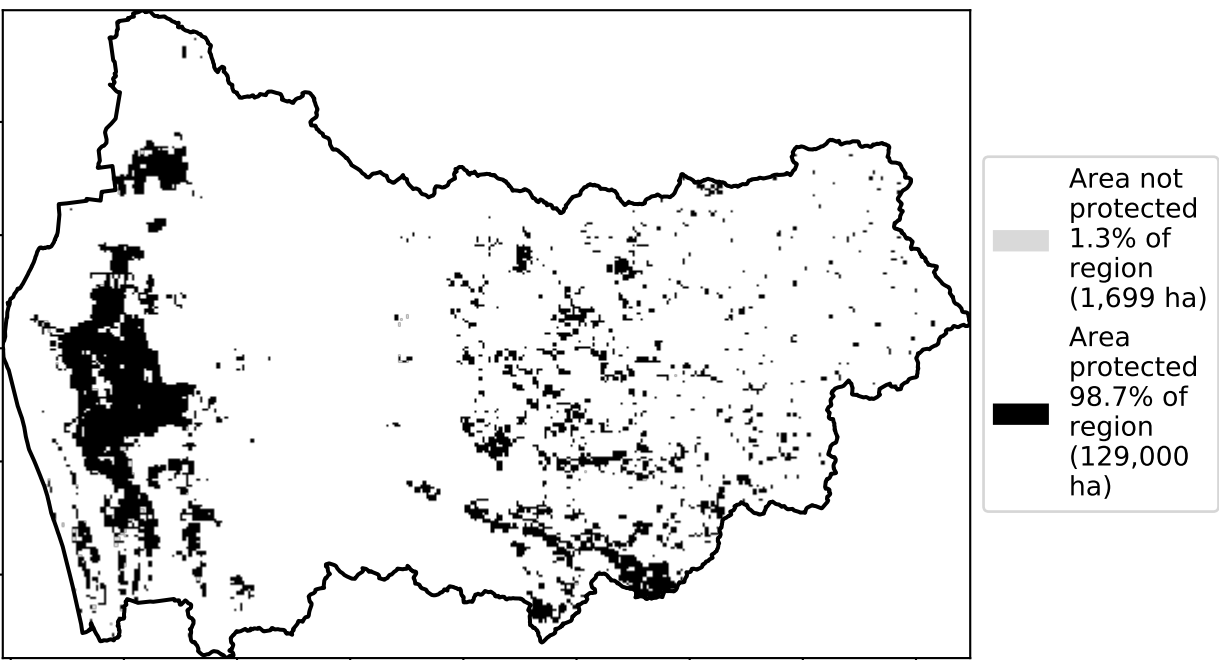 Area not
protected
1.3% of
region
(1,699 ha)
Area
protected
98.7% of
region
(129,000
ha)